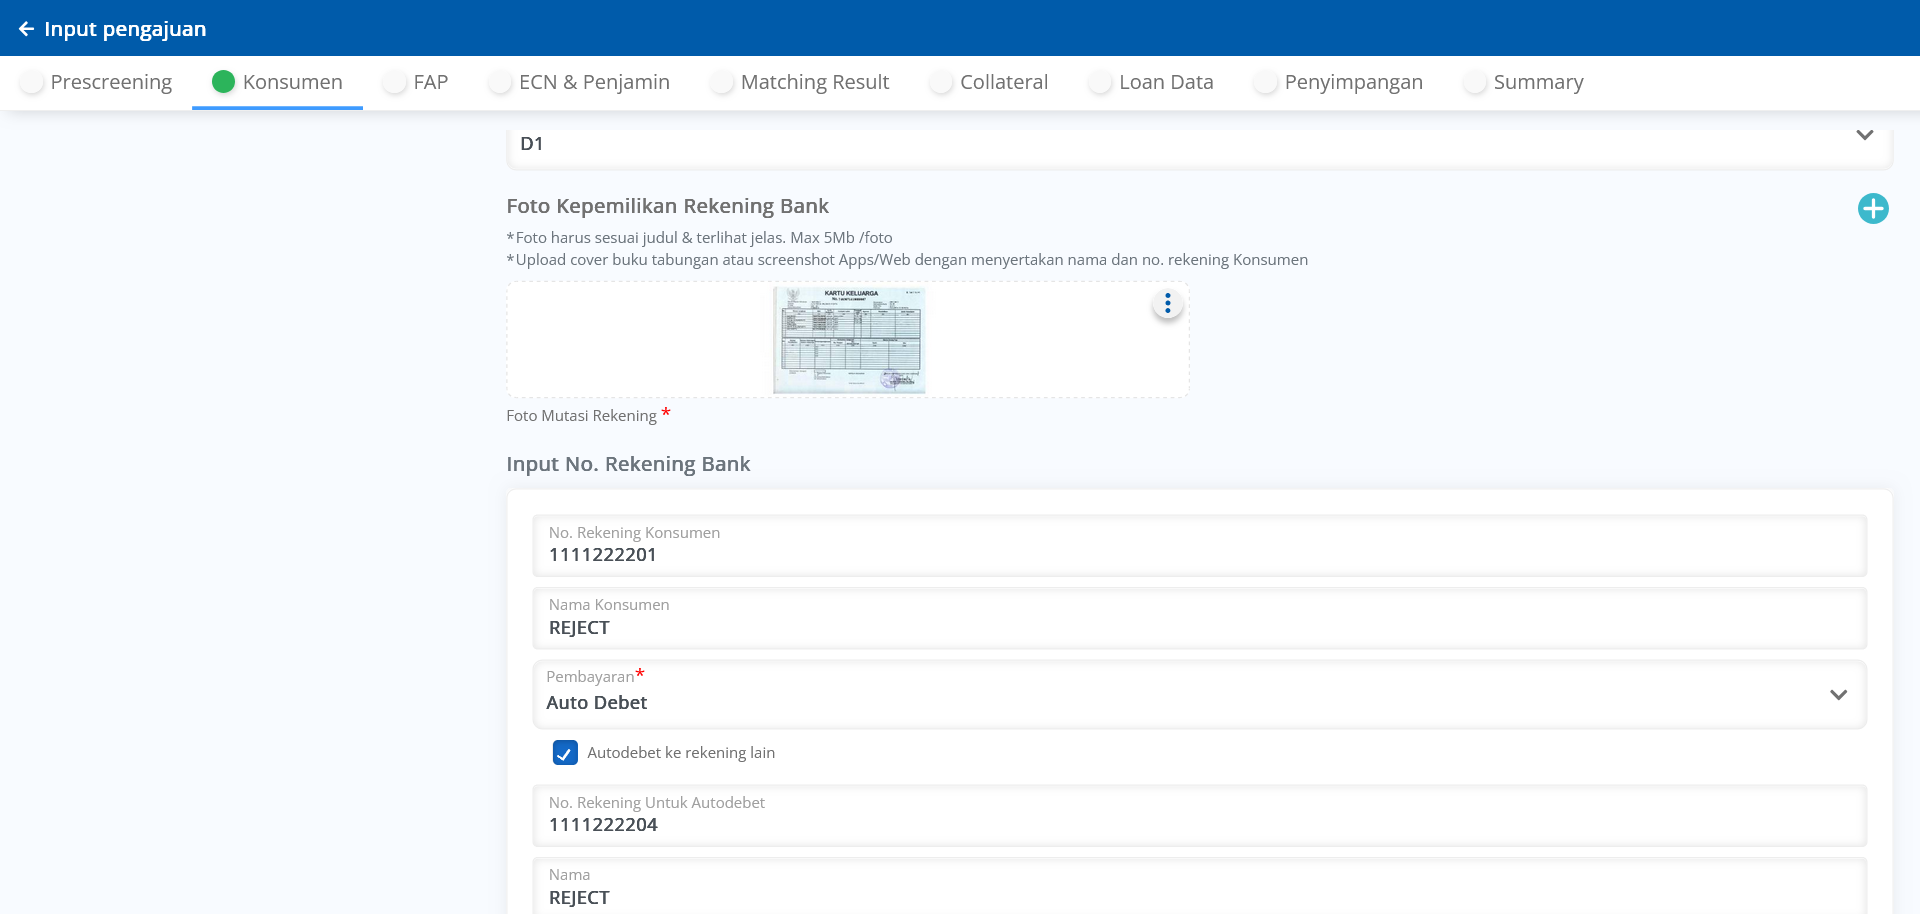 Input pengajuan
Prescreening
Konsumen
FAP
ECN & Penjamin
Matching Result
Collateral
Loan Data
Penyimpangan
Summary
D1
Foto Kepemilikan Rekening Bank
*Foto harus sesuai judul & terlihat jelas. Max 5Mb /foto
*Upload cover buku tabungan atau screenshot Apps/Web dengan menyertakan nama dan no. rekening Konsumen
KARTU KELUARGA
Foto Mutasi Rekening *
Input No. Rekening Bank
No. Rekening Konsumen
1111222201
Nama Konsumen
REJECT
Pembayaran*
Auto Debet
Autodebet ke rekening lain
No. Rekening Untuk Autodebet
1111222204
Nama
REJECT